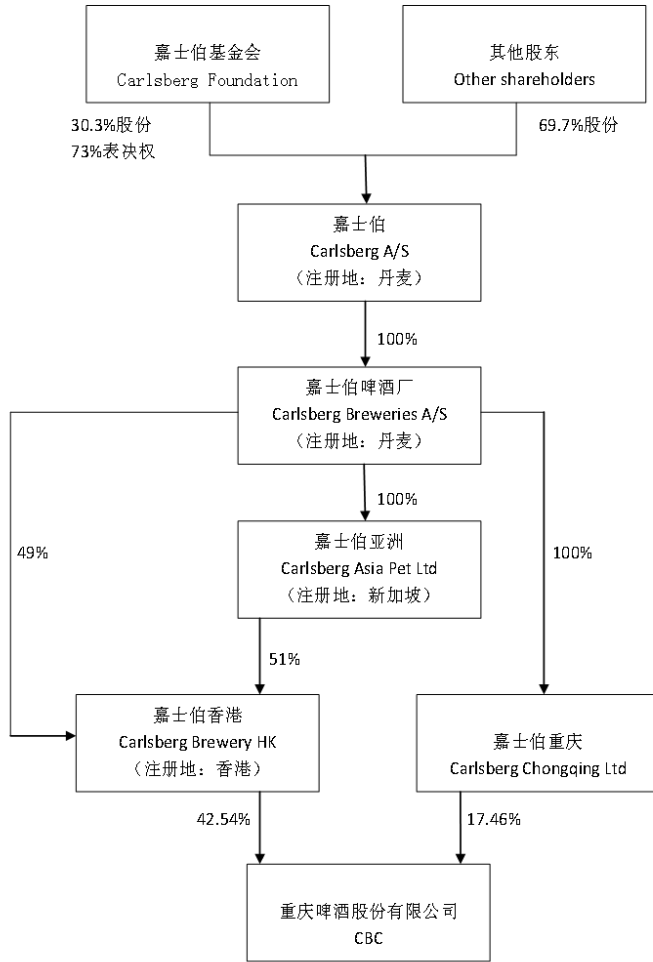 嘉士伯基金会
Carlsberg Foundation
其他股东
Other shareholders
30.3%股份
73%表决权
69.7%股份
嘉士伯
Carlsberg A/S
（注册地：丹麦）
100%
嘉士伯啤酒厂
Carlsberg Breweries A/S
（注册地：丹麦）
100%
49%
100%
嘉士伯亚洲
Carlsberg Asia Pet Ltd
（注册地：新加坡）
51%
嘉士伯香港
Carlsberg Brewery HK
（注册地：香港）
嘉士伯重庆
Carlsberg Chongqing Ltd
42.54%
17.46%
重庆啤酒股份有限公司
CBC